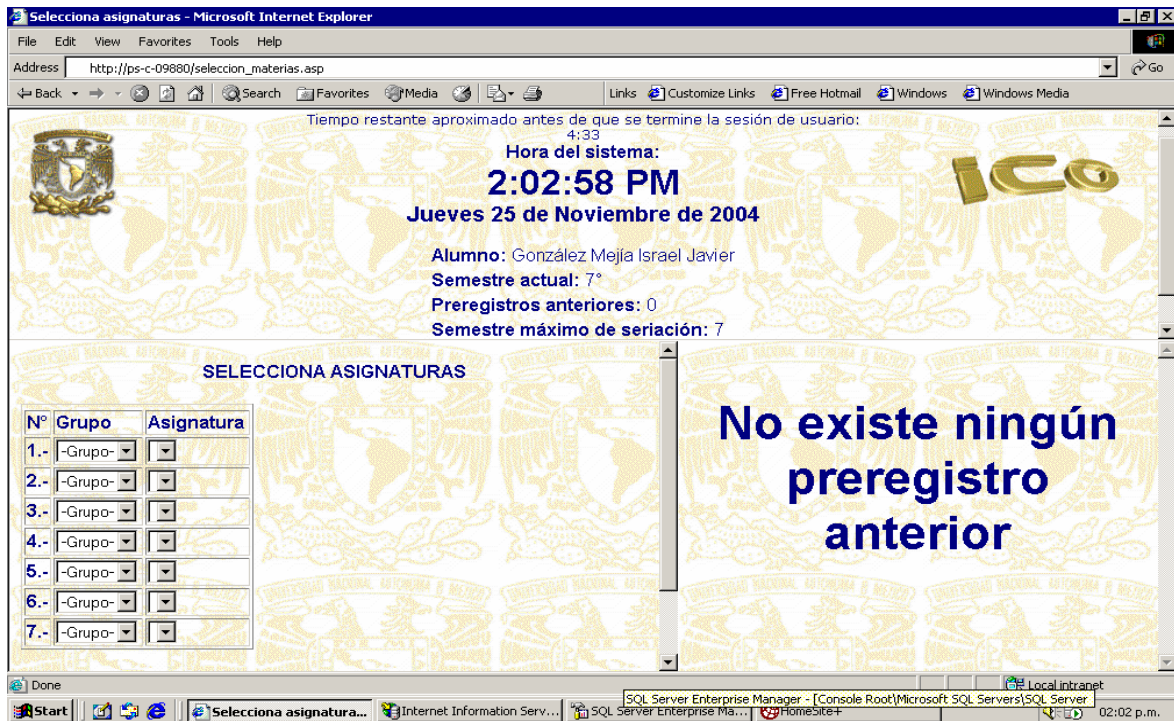 Selecciona asignaturas - Microsoft Internet Explorer
File Edit View Favorites Tools Help
Address http://ps-c-09880/seleccion_materias.asp Go
Back Search Favorites Media Links Customize Links Free Hotmail Windows Windows Media
Tiempo restante aproximado antes de que se termine la sesión de usuario:
4:33
Hora del sistema:
2:02:58 PM
Jueves 25 de Noviembre de 2004
ico
Alumno: González Mejía Israel Javier
Semestre actual: 7°
Preregistros anteriores: 0
Semestre máximo de seriación: 7
SELECCIONA ASIGNATURAS
N° Grupo Asignatura
1.- -Grupo-
2.- -Grupo-
3.- -Grupo-
4.- -Grupo-
5.- -Grupo-
6.- -Grupo-
7.- -Grupo-
No existe ningún
preregistro
anterior
Done Local intranet
SQL Server Enterprise Manager - [Console Root\Microsoft SQL Servers\SQL Server
Start Selecciona asignatura... Internet Information Serv... SQL Server Enterprise Ma... HomeSite+ 02:02 p.m.